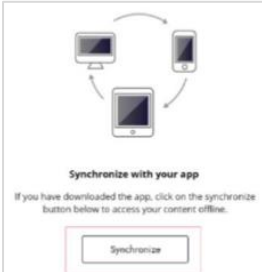 Synchronize with your app
If you have downloaded the app, click on the synchronize
button below to access your content offline.
Synchronize